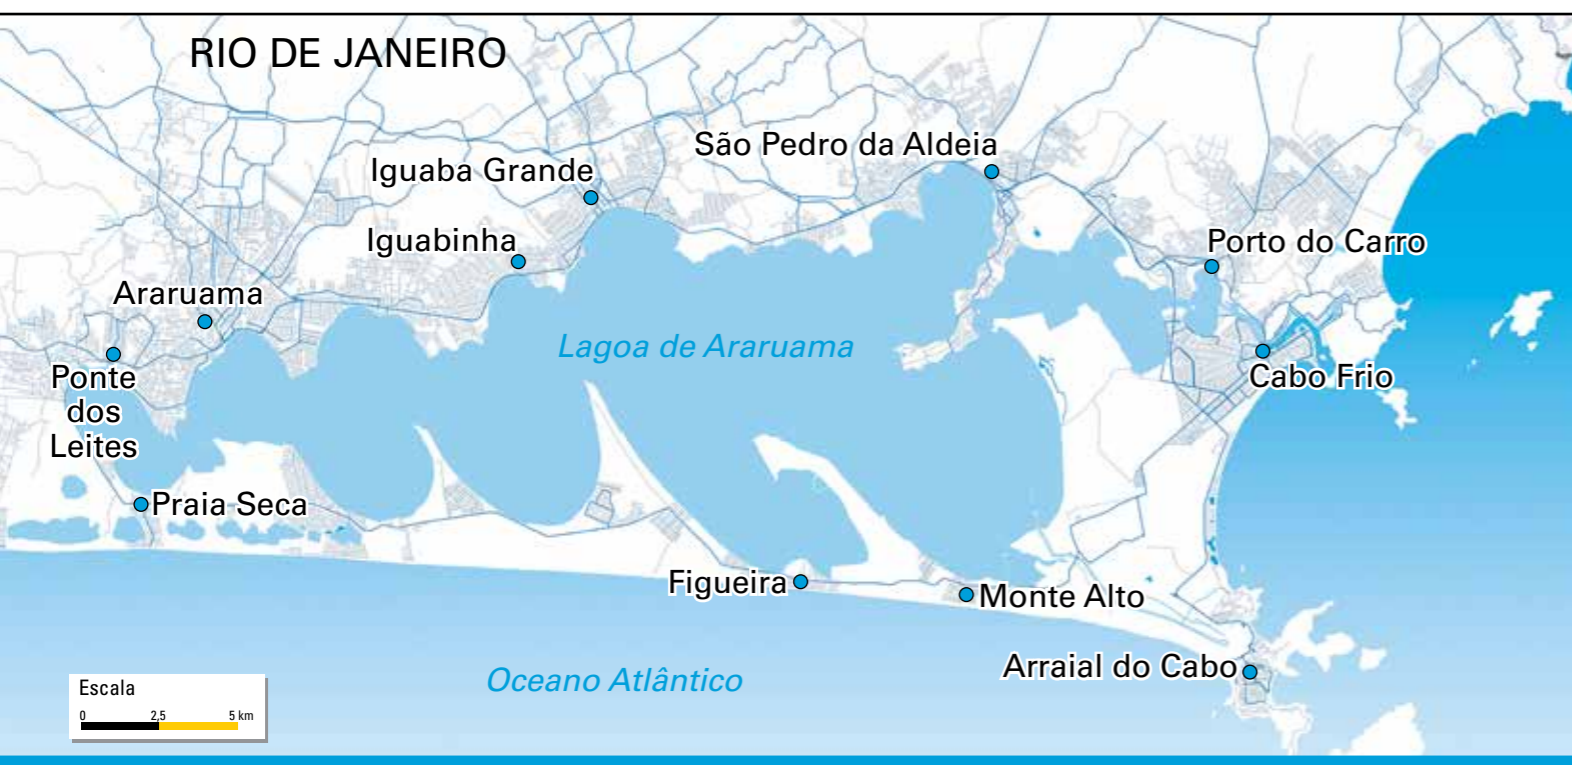 RIO DE JANEIRO
São Pedro da Aldeia
Iguaba Grande
Iguabinha
Porto do Carro
Araruama
Lagoa de Araruama
Ponte
dos
Leites
Cabo Frio
Praia Seca
Figueira
Monte Alto
Arraial do Cabo
Oceano Atlântico
Escala
0 2,5 5 km